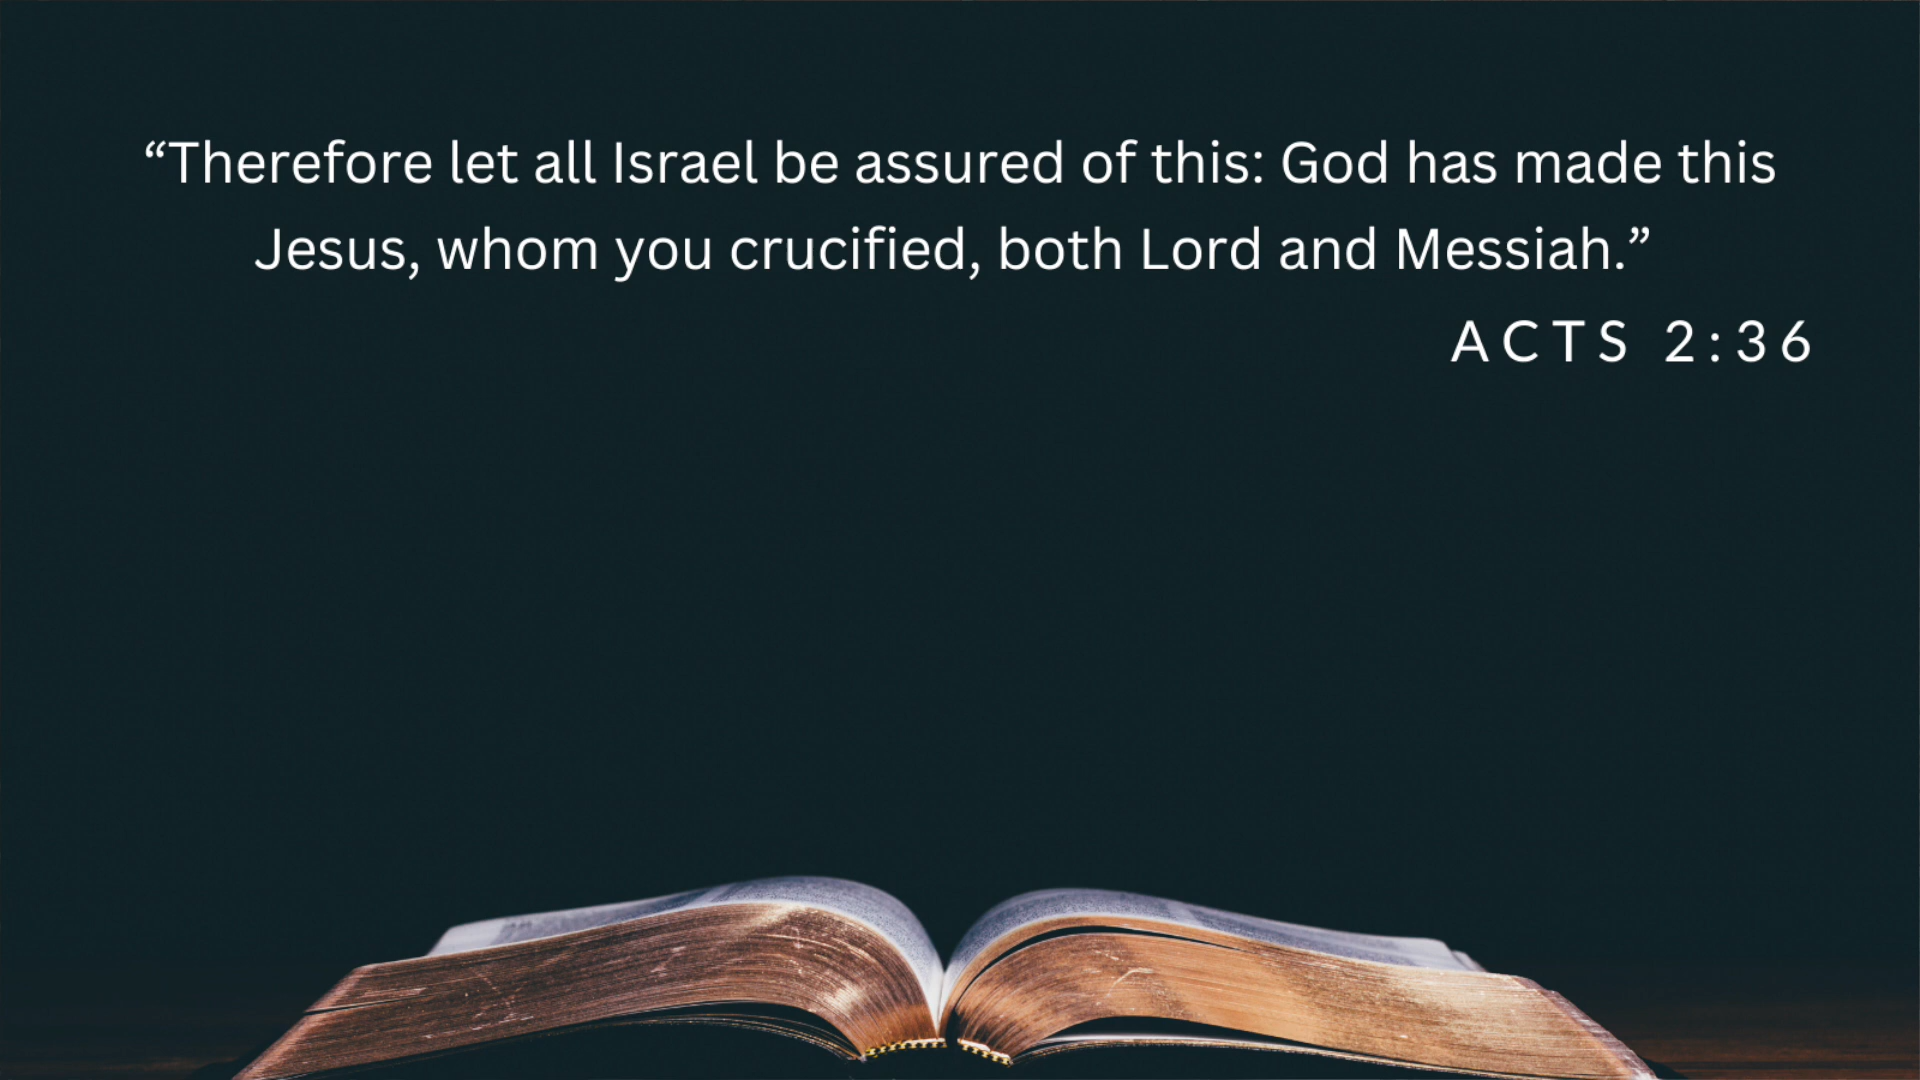 “Therefore let all Israel be assured of this: God has made this
Jesus, whom you crucified, both Lord and Messiah.”
ACTS 2:36